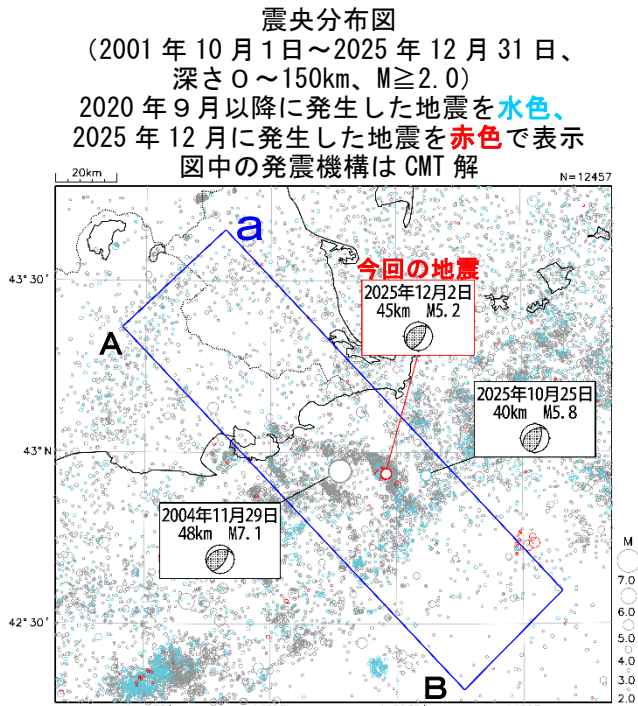 震央分布図
（2001 年 10 月１日～2025 年 12 月 31 日、
深さ０～150km、M≧2.0）
2020 年９月以降に発生した地震を水色、
2025 年 12 月に発生した地震を赤色で表示
図中の発震機構は CMT 解
20km
N=12457
a
今回の地震
43°30'
2025年12月2日
45km M5.2
A
2025年10月25日
40km M5.8
43°N
2004年11月29日
48km M7.1
M
7.0
6.0
5.0
4.0
3.0
2.0
42°30'
B